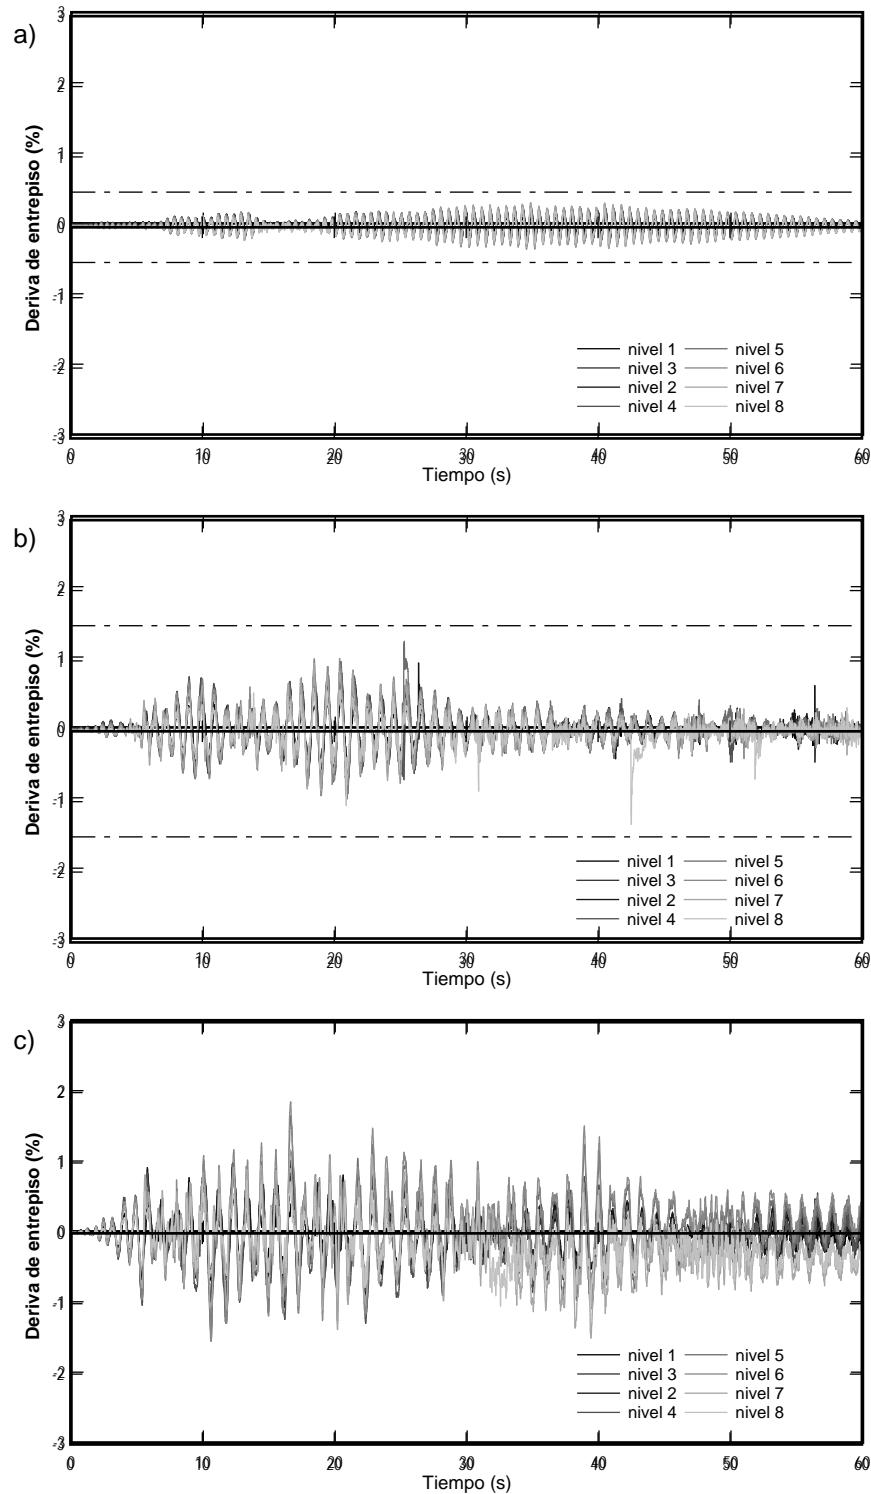 a)
3
2
1
0
-1
-2
-3
Deriva de entrepiso (%)
nivel 1 nivel 5
nivel 3 nivel 6
nivel 2 nivel 7
nivel 4 nivel 8
0 10 20 30 40 50 60
Tiempo (s)
b)
3
2
1
0
-1
-2
-3
Deriva de entrepiso (%)
nivel 1 nivel 5
nivel 3 nivel 6
nivel 2 nivel 7
nivel 4 nivel 8
0 10 20 30 40 50 60
Tiempo (s)
c)
3
2
1
0
-1
-2
-3
Deriva de entrepiso (%)
nivel 1 nivel 5
nivel 3 nivel 6
nivel 2 nivel 7
nivel 4 nivel 8
0 10 20 30 40 50 60
Tiempo (s)